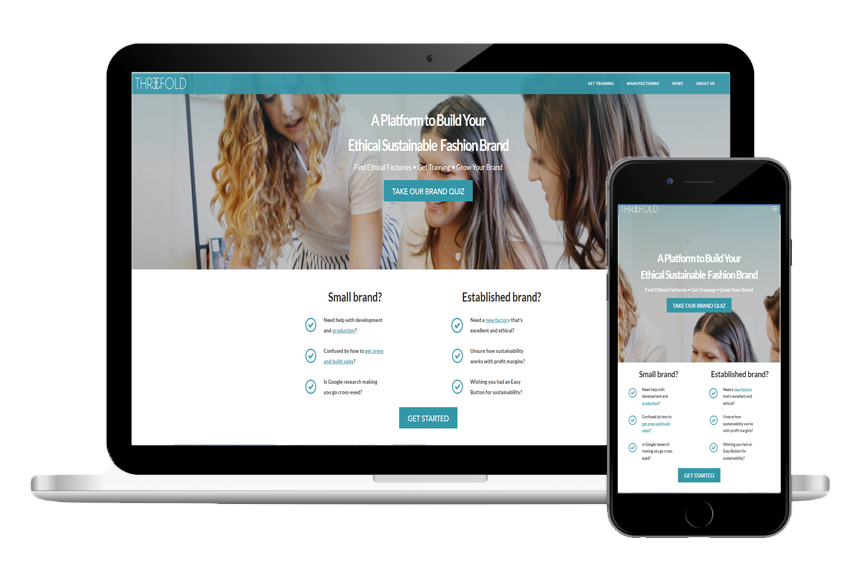 THREEFOLD
GET TRAINING MANUFACTURING NEWS ABOUT US
A Platform to Build Your
Ethical Sustainable Fashion Brand
Find Ethical Factories • Get Training • Grow Your Brand
TAKE OUR BRAND QUIZ
Small brand?
Need help with development
and production?
Confused by how to get press
and build sales?
Is Google research making
you go cross-eyed?
Established brand?
Need a new factory that's
excellent and ethical?
Unsure how sustainability
works with profit margins?
Wishing you had an Easy
Button for sustainability?
GET STARTED
THREEFOLD
A Platform to Build Your
Ethical Sustainable Fashion Brand
Find Ethical Factories • Get Training • Grow Your Brand
TAKE OUR BRAND QUIZ
Small brand?
Need help with
development and
production?
Confused by how to
get press and build
sales?
Is Google research
making you go cross-
eyed?
Established brand?
Need a new factory
that's excellent and
ethical?
Unsure how
sustainability works
with profit margins?
Wishing you had an
Easy Button for
sustainability?
GET STARTED